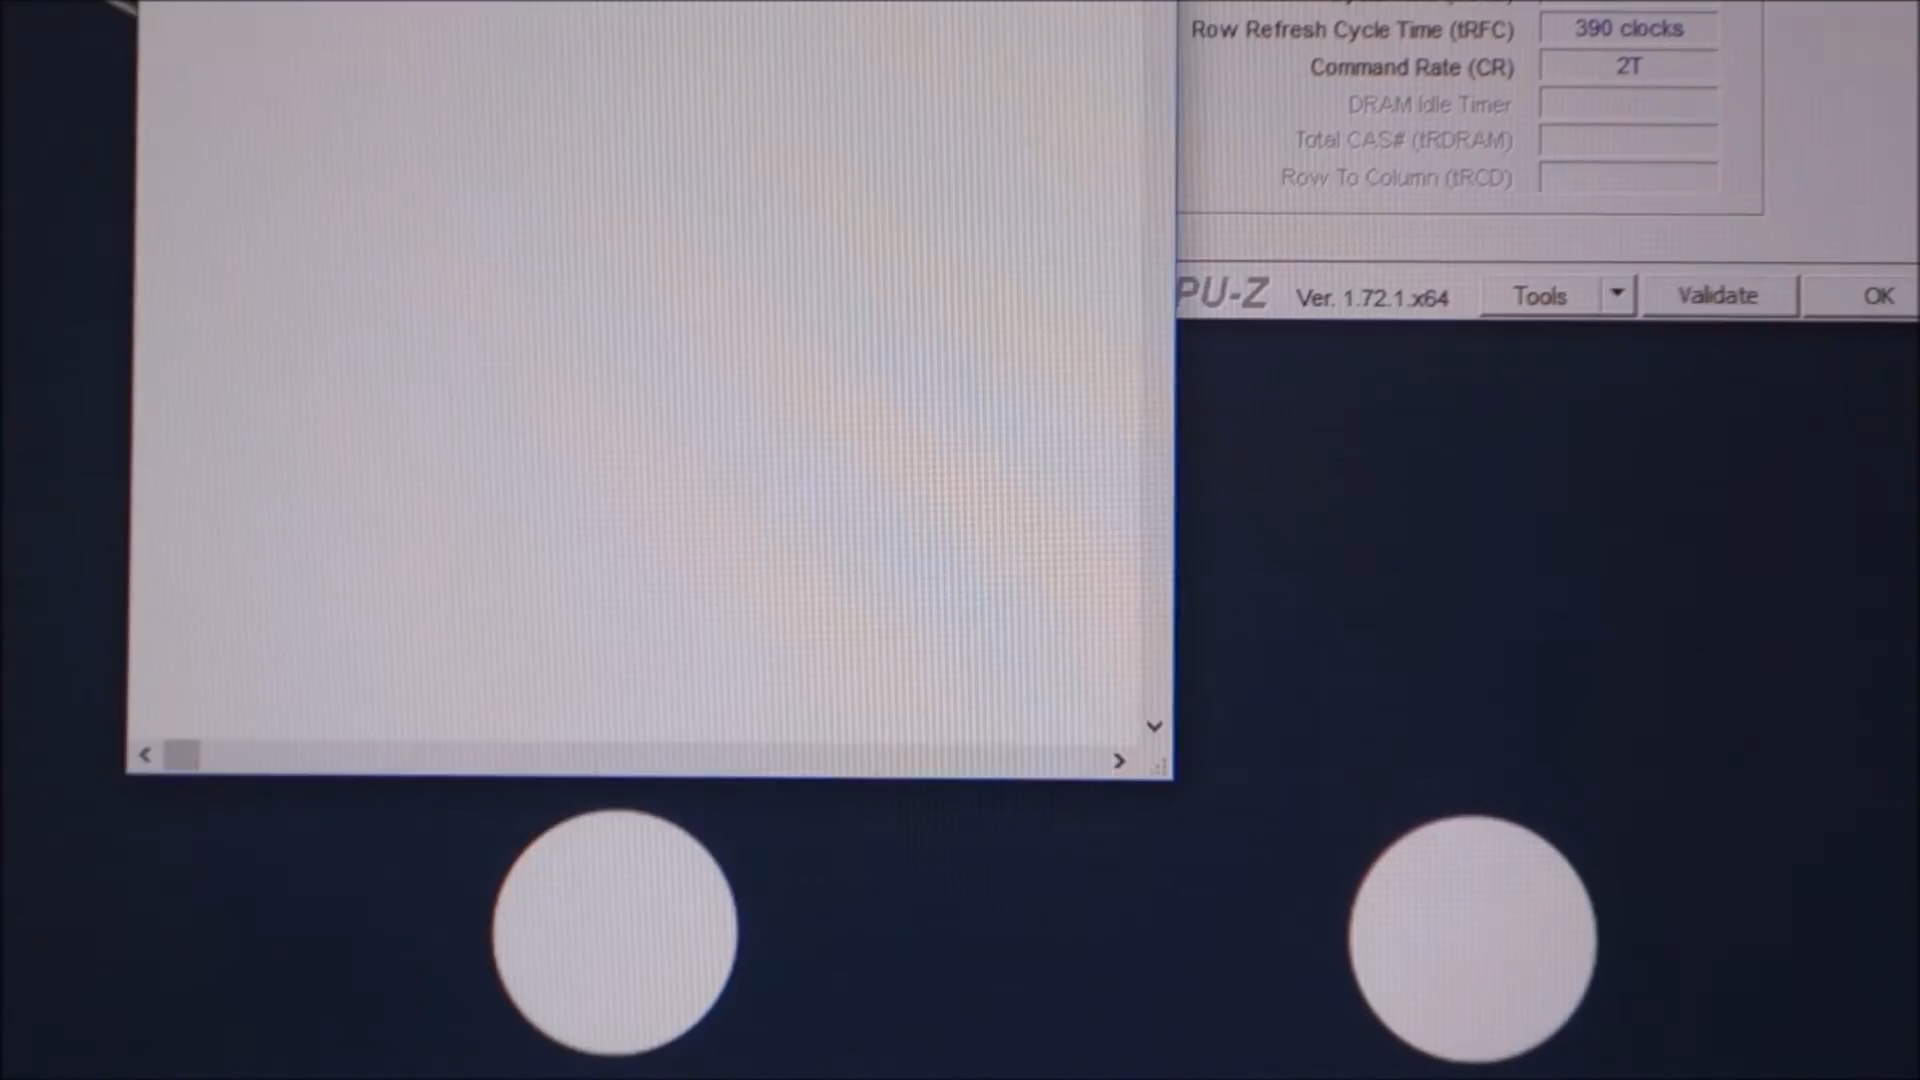 Row Refresh Cycle Time (tRFC) 390 clocks
Command Rate (CR) 2T
DRAM Idle Timer
Total CAS# (tRDRAM)
Row To Column (tRCD)
PU-Z Ver. 1.72.1.x64 Tools Validate OK